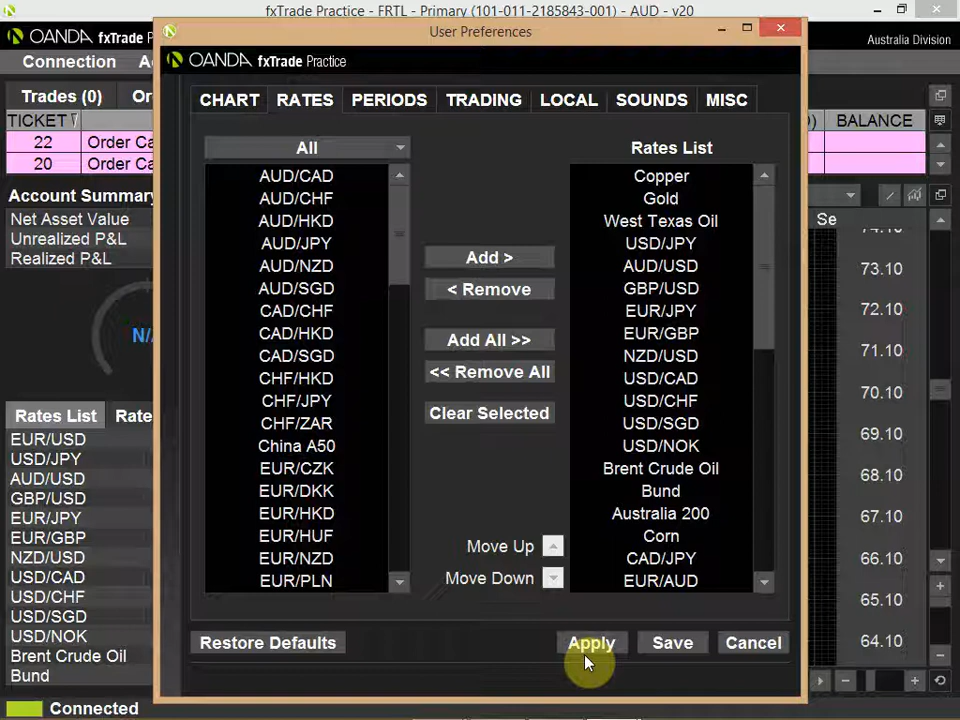 fxTrade Practice - FRTL - Primary (101-011-2185843-001) - AUD - v20
User Preferences
OANDA fxTrade P
Australia Division
OANDA fxTrade Practice
Connection
A
Trades (0)
Or
CHART
RATES
PERIODS
TRADING
LOCAL
SOUNDS
MISC
TICKET
BALANCE
22
Order Ca
20
Order Ca
All
Rates List
Account Summary
Net Asset Value
Unrealized P&L
Realized P&L
N/
AUD/CAD
AUD/CHF
AUD/HKD
AUD/JPY
AUD/NZD
AUD/SGD
CAD/CHF
CAD/HKD
CAD/SGD
CHF/HKD
CHF/JPY
CHF/ZAR
China A50
EUR/CZK
EUR/DKK
EUR/HKD
EUR/HUF
EUR/NZD
EUR/PLN
Add >
< Remove
Add All >>
<< Remove All
Clear Selected
Move Up
Move Down
Copper
Gold
West Texas Oil
USD/JPY
AUD/USD
GBP/USD
EUR/JPY
EUR/GBP
NZD/USD
USD/CAD
USD/CHF
USD/SGD
USD/NOK
Brent Crude Oil
Bund
Australia 200
Corn
CAD/JPY
EUR/AUD
Se
73.10
72.10
71.10
70.10
69.10
68.10
67.10
66.10
65.10
64.10
Rates List
Rate
EUR/USD
USD/JPY
AUD/USD
GBP/USD
EUR/JPY
EUR/GBP
NZD/USD
USD/CAD
USD/CHF
USD/SGD
USD/NOK
Brent Crude Oil
Bund
Restore Defaults
Apply
Save
Cancel
Connected